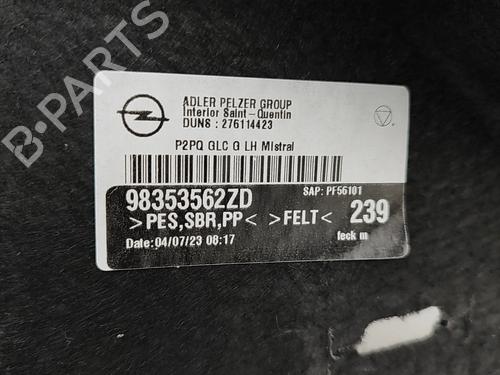 ADLER PELZER GROUP
Interior Saint-Quentin
DUNS : 276114423
P2PQ GLC G LH Mistral
98353562ZD
SAP: PF56101
>PES,SBR,PP< >FELT<
239
Date:04/07/23 08:17
feck m